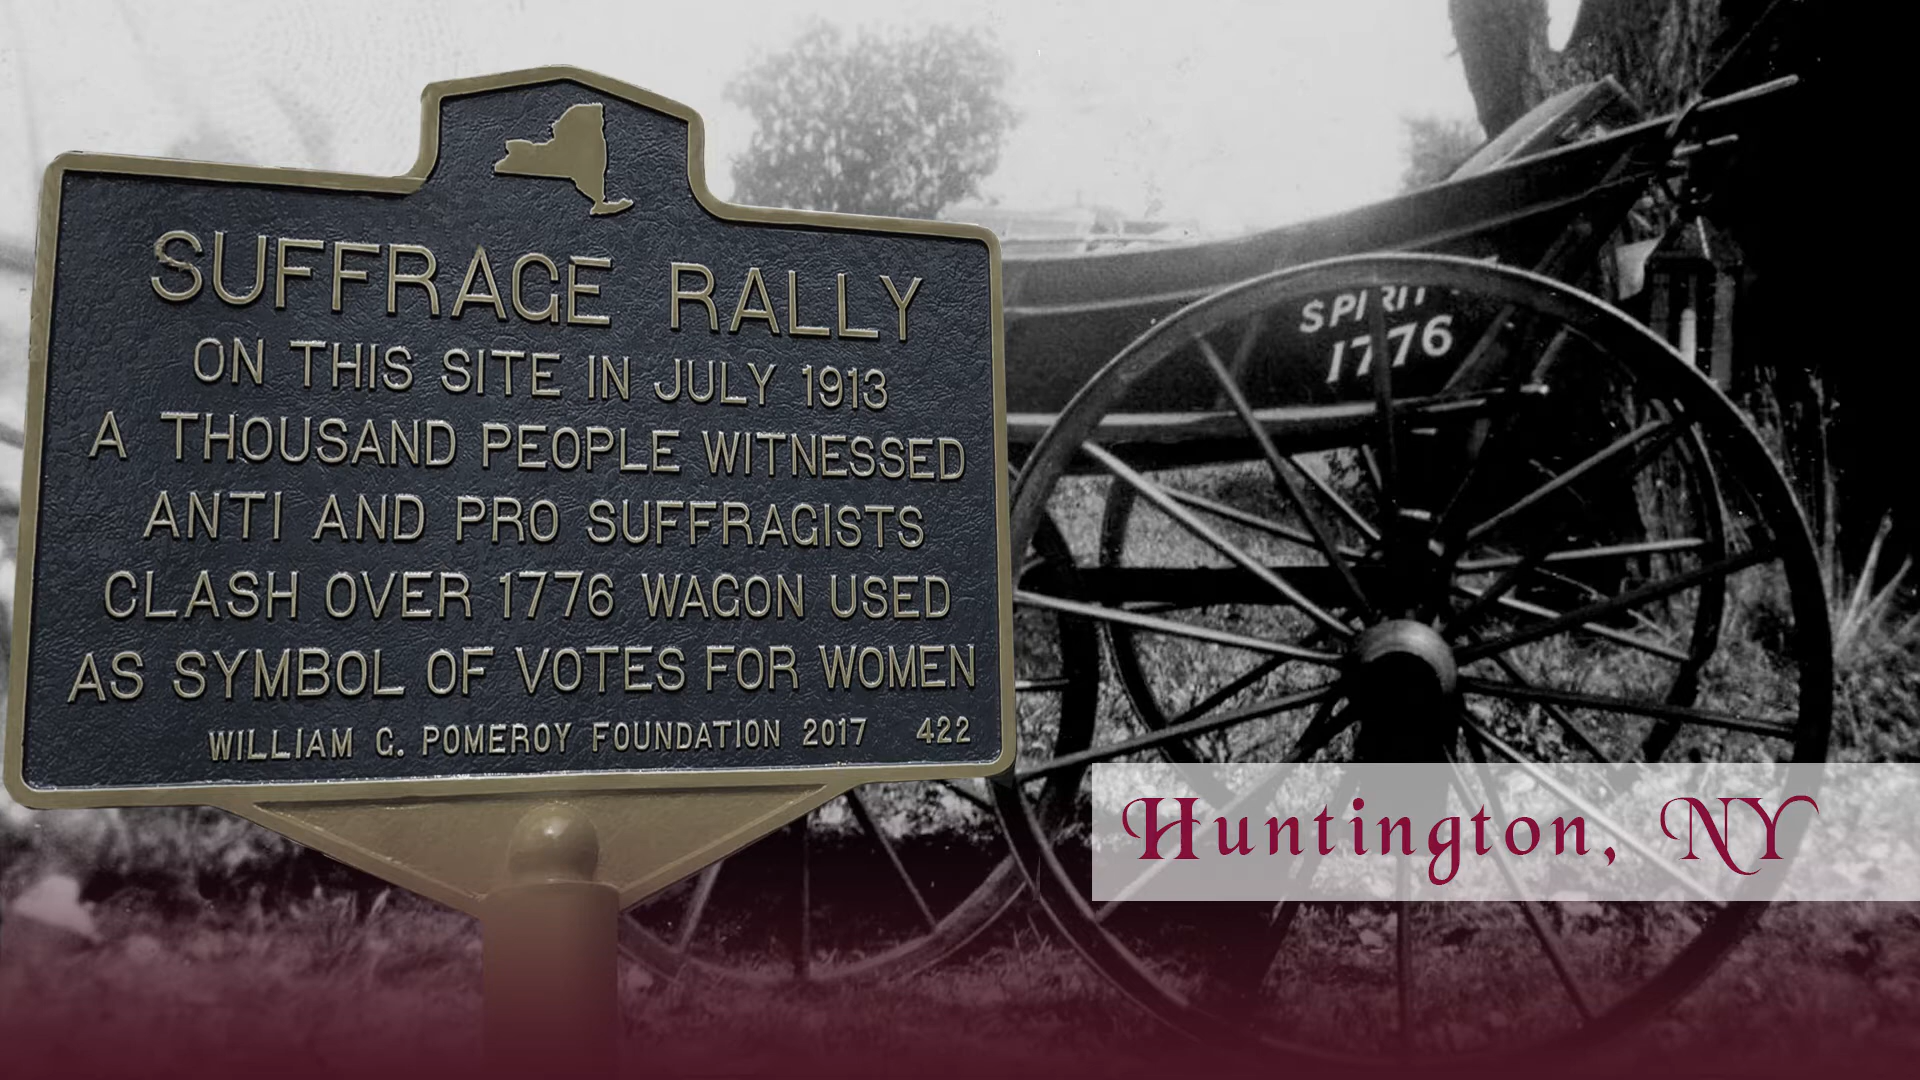 SUFFRAGE RALLY
ON THIS SITE IN JULY 1913
A THOUSAND PEOPLE WITNESSED
ANTI AND PRO SUFFRAGISTS
CLASH OVER 1776 WAGON USED
AS SYMBOL OF VOTES FOR WOMEN
WILLIAM G. POMEROY FOUNDATION 2017 422
SPIRIT
1776
Huntington, NY